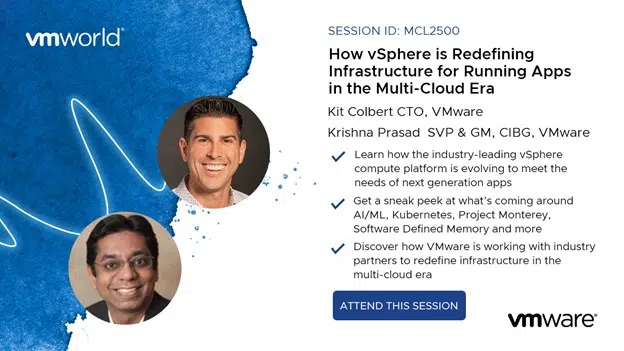 vmworld®
SESSION ID: MCL2500
How vSphere is Redefining
Infrastructure for Running Apps
in the Multi-Cloud Era
Kit Colbert CTO, VMware
Krishna Prasad SVP & GM, CIBG, VMware
Learn how the industry-leading vSphere
compute platform is evolving to meet the
needs of next generation apps
Get a sneak peek at what's coming around
AI/ML, Kubernetes, Project Monterey,
Software Defined Memory and more
Discover how VMware is working with industry
partners to redefine infrastructure in the
multi-cloud era
ATTEND THIS SESSION
vmware®